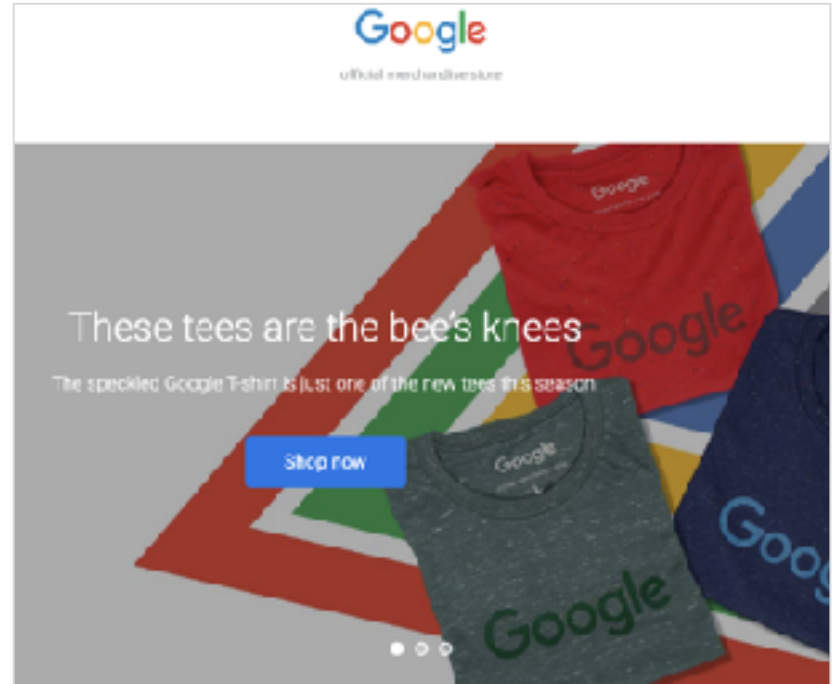 Google
official merchandise store
These tees are the bee's knees
The speckled Google T-shirt is just one of the new tees this season
Shop now
Google
Google
Google
Google
Goog